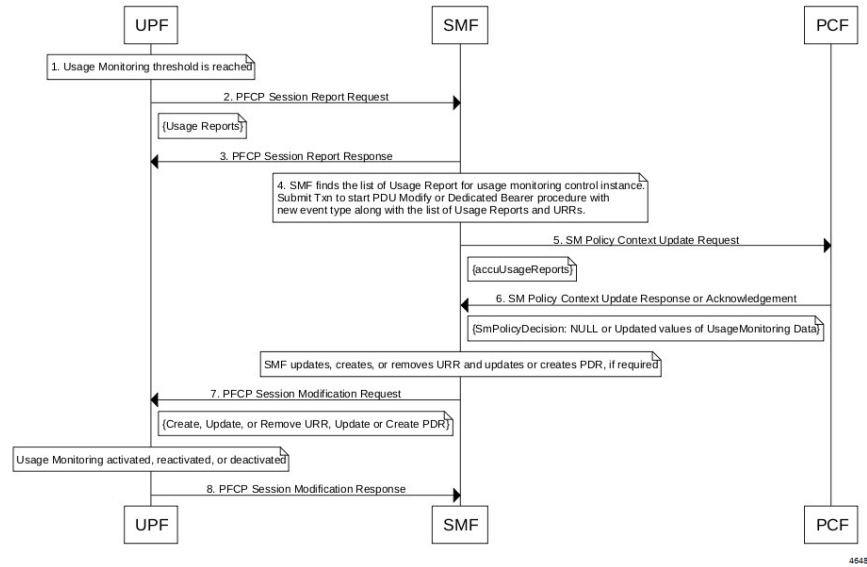 UPF
SMF
PCF
1. Usage Monitoring threshold is reached
2. PFCP Session Report Request
{Usage Reports}
3. PFCP Session Report Response
4. SMF finds the list of Usage Report for usage monitoring control instance.
Submit Txn to start PDU Modify or Dedicated Bearer procedure with
new event type along with the list of Usage Reports and URRs.
5. SM Policy Context Update Request
{accuUsageReports}
6. SM Policy Context Update Response or Acknowledgement
{SmPolicyDecision: NULL or Updated values of UsageMonitoring Data}
SMF updates, creates, or removes URR and updates or creates PDR, if required
7. PFCP Session Modification Request
{Create, Update, or Remove URR, Update or Create PDR}
Usage Monitoring activated, reactivated, or deactivated
8. PFCP Session Modification Response
UPF
SMF
PCF